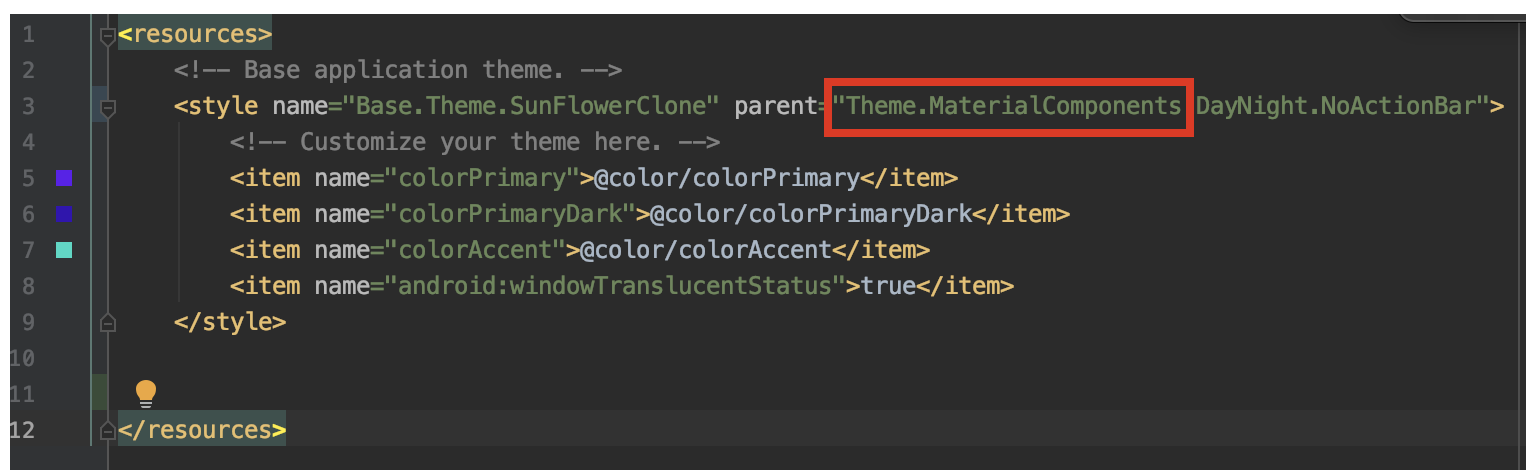 1 <resources>
2 <!-- Base application theme. -->
3 <style name="Base.Theme.SunFlowerClone" parent="Theme.MaterialComponents.DayNight.NoActionBar">
4 <!-- Customize your theme here. -->
5 <item name="colorPrimary">@color/colorPrimary</item>
6 <item name="colorPrimaryDark">@color/colorPrimaryDark</item>
7 <item name="colorAccent">@color/colorAccent</item>
8 <item name="android:windowTranslucentStatus">true</item>
9 </style>
10
11
12 </resources>